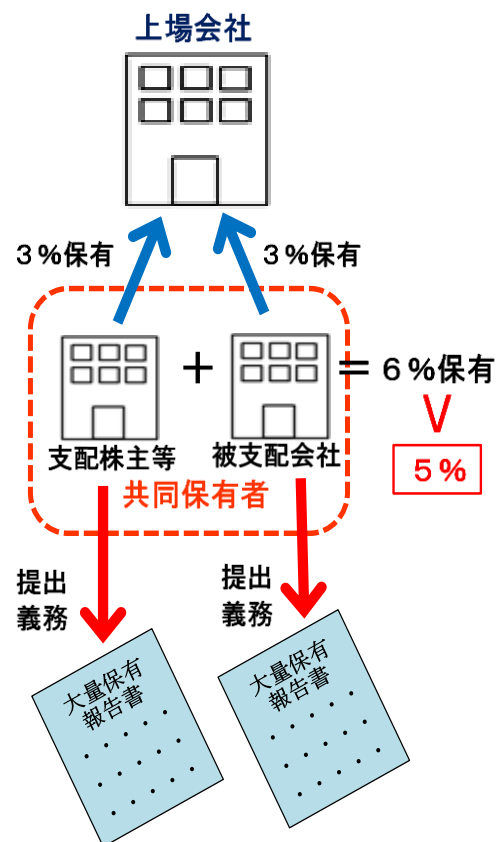 上場会社
３％保有
３％保有
＋
＝６％保有
∨
５％
支配株主等
被支配会社
共同保有者
提出
義務
提出
義務
大量保有
報告書
大量保有
報告書